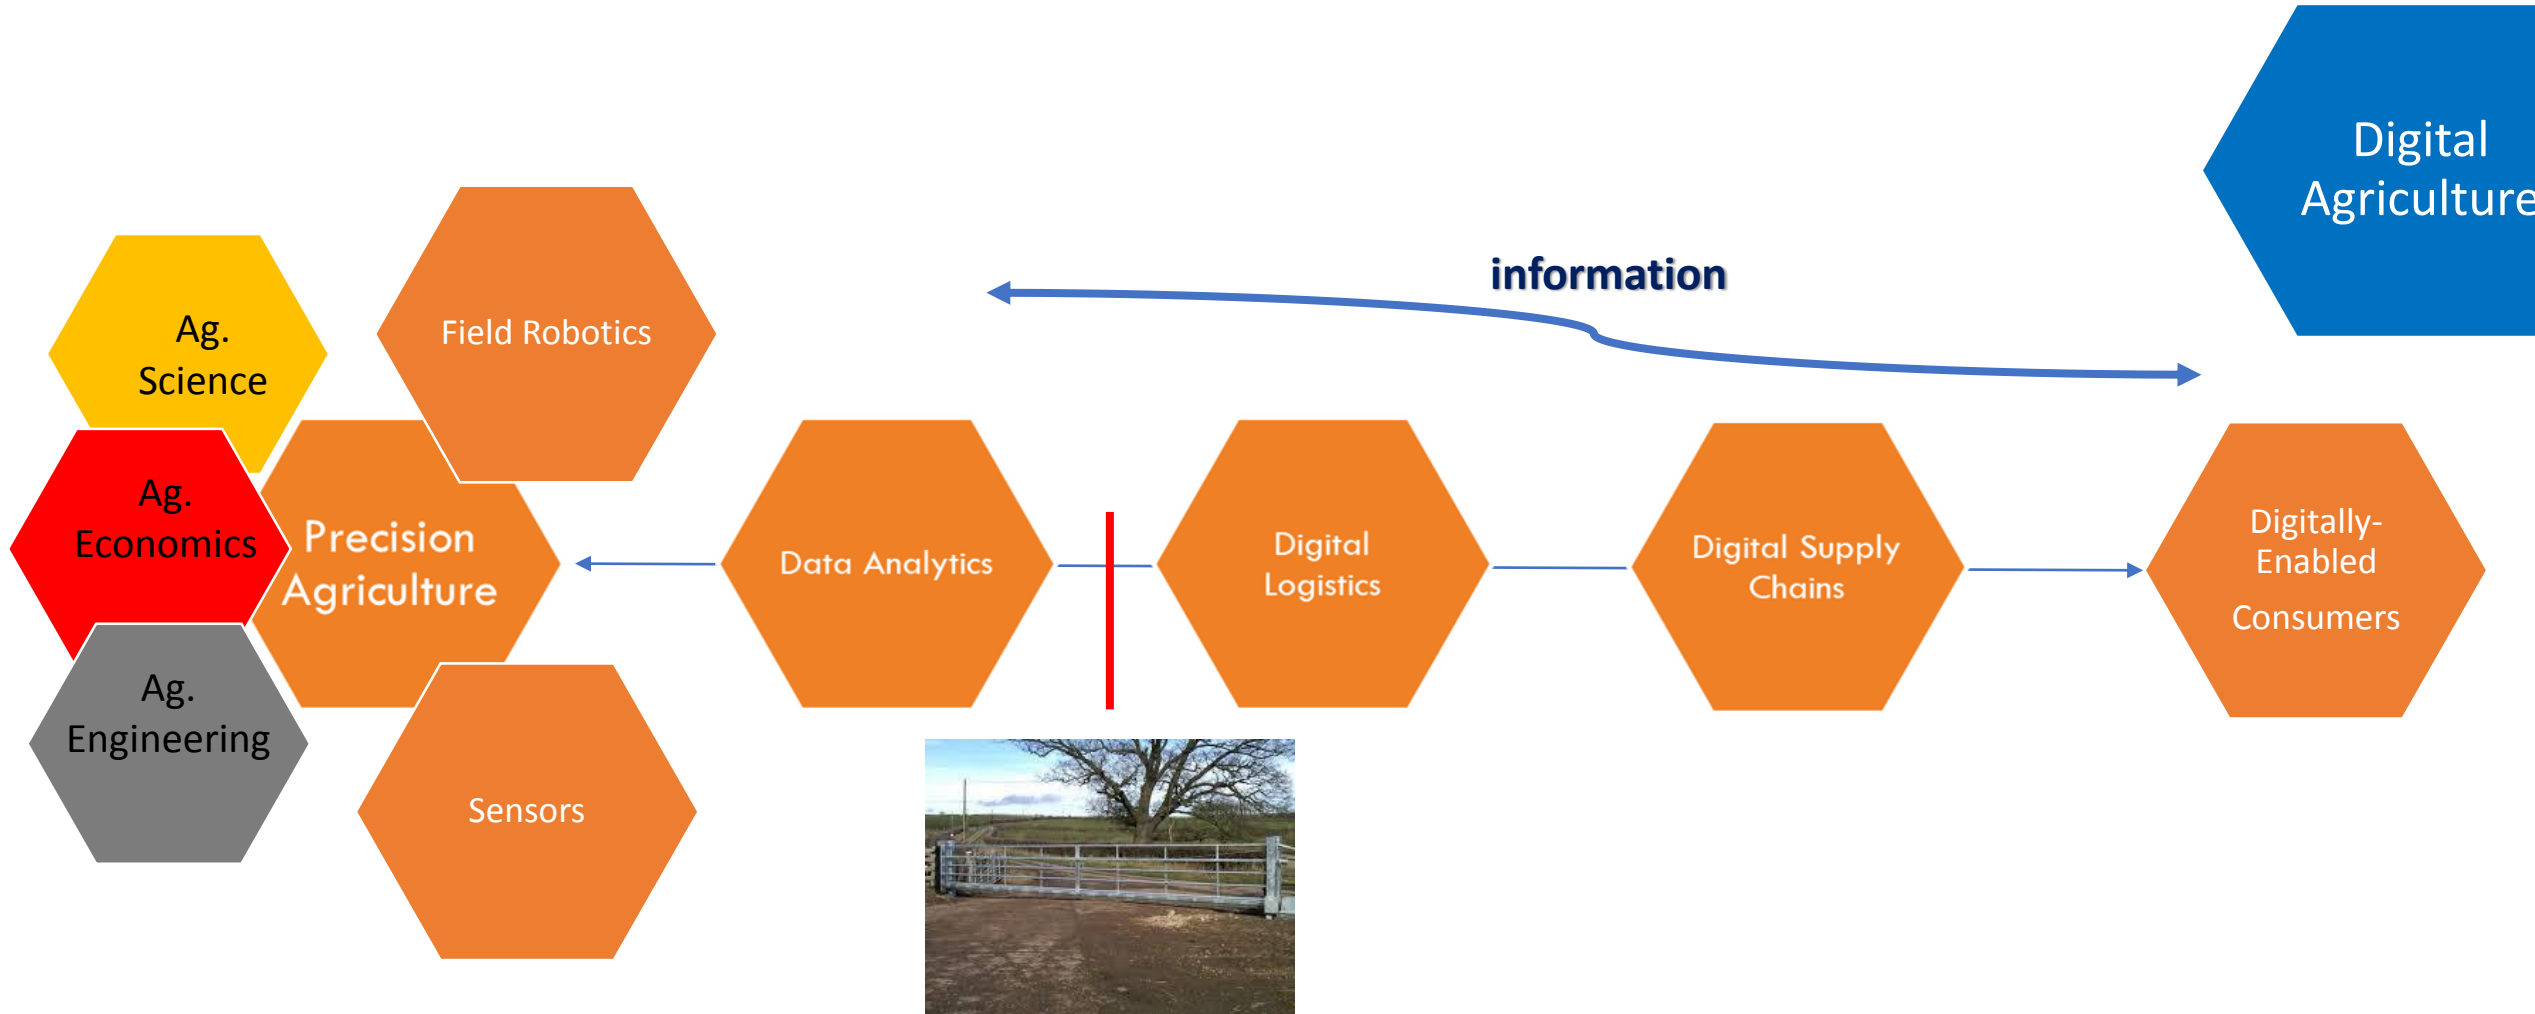 Digital
Agriculture
information
Field Robotics
Ag.
Science
Ag.
Economics
Precision
Agriculture
Data Analytics
Digital
Logistics
Digital Supply
Chains
Digitally-
Enabled
Consumers
Ag.
Engineering
Sensors